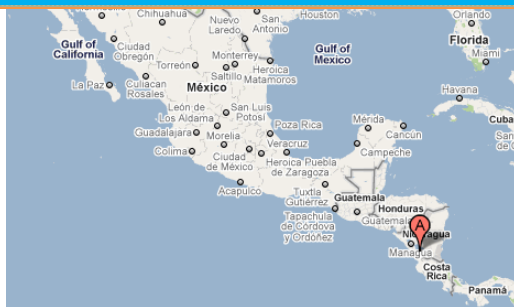 Chihuahua
Nuevo
Laredo
San
Antonio
Houston
Orlando
Florida
Miami
Gulf of
California
Ciudad
Obregón
Torreón
Monterrey
Saltillo
Heroica
Matamoros
Gulf of
Mexico
La Paz
Culiacan
Rosales
México
Havana
Cuba
León de
Los Aldama
San Luis
Potosí
Guadalajara
Morelia
Poza Rica
Mérida
Cancún
Campeche
Colima
Ciudad
de México
Veracruz
Heroica Puebla
de Zaragoza
Acapulco
Tuxtla
Gutiérrez
Guatemala
Honduras
Tapachula
de Córdova
y Ordóñez
Guatemala
A
Nicaragua
Managua
Costa
Rica
Panamá